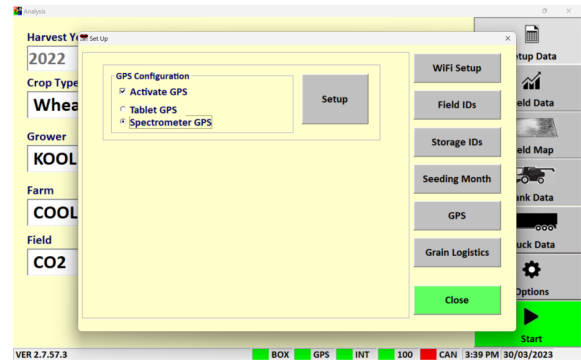 Analysis
Harvest Y
2022
Crop Type
Whea
Grower
KOOL
Farm
COOL
Field
CO2
Set Up
GPS Configuration
Activate GPS
Tablet GPS
Spectrometer GPS
Setup
WiFi Setup
Field IDs
Storage IDs
Seeding Month
GPS
Grain Logistics
Close
tup Data
eld Data
eld Map
ank Data
uck Data
Options
Start
VER 2.7.57.3
BOX GPS INT 100 CAN 3:39 PM 30/03/2023